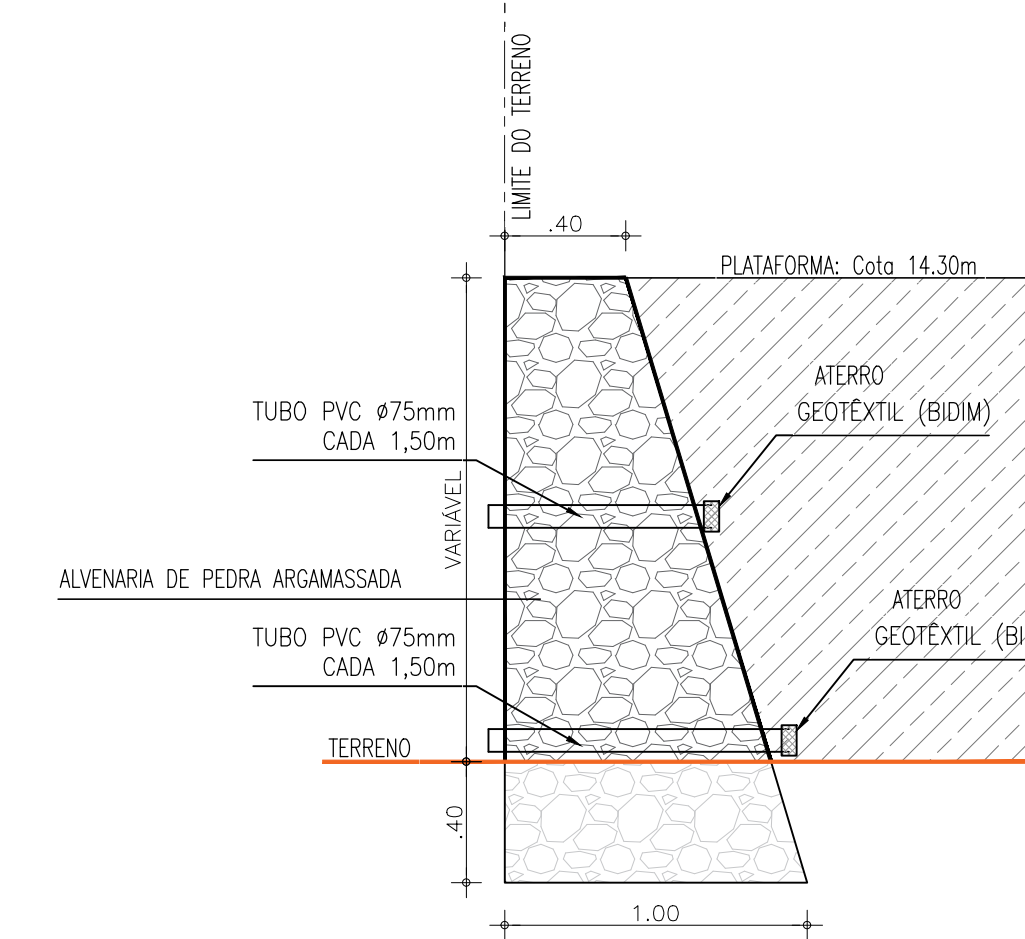 LIMITE DO TERRENO
.40
PLATAFORMA: Cota 14.30m
ATERRO
GEOTÊXTIL (BIDIM)
TUBO PVC ø75mm
CADA 1,50m
VARIÁVEL
ALVENARIA DE PEDRA ARGAMASSADA
ATERRO
GEOTÊXTIL (BI
TUBO PVC ø75mm
CADA 1,50m
TERRENO
.40
1.00